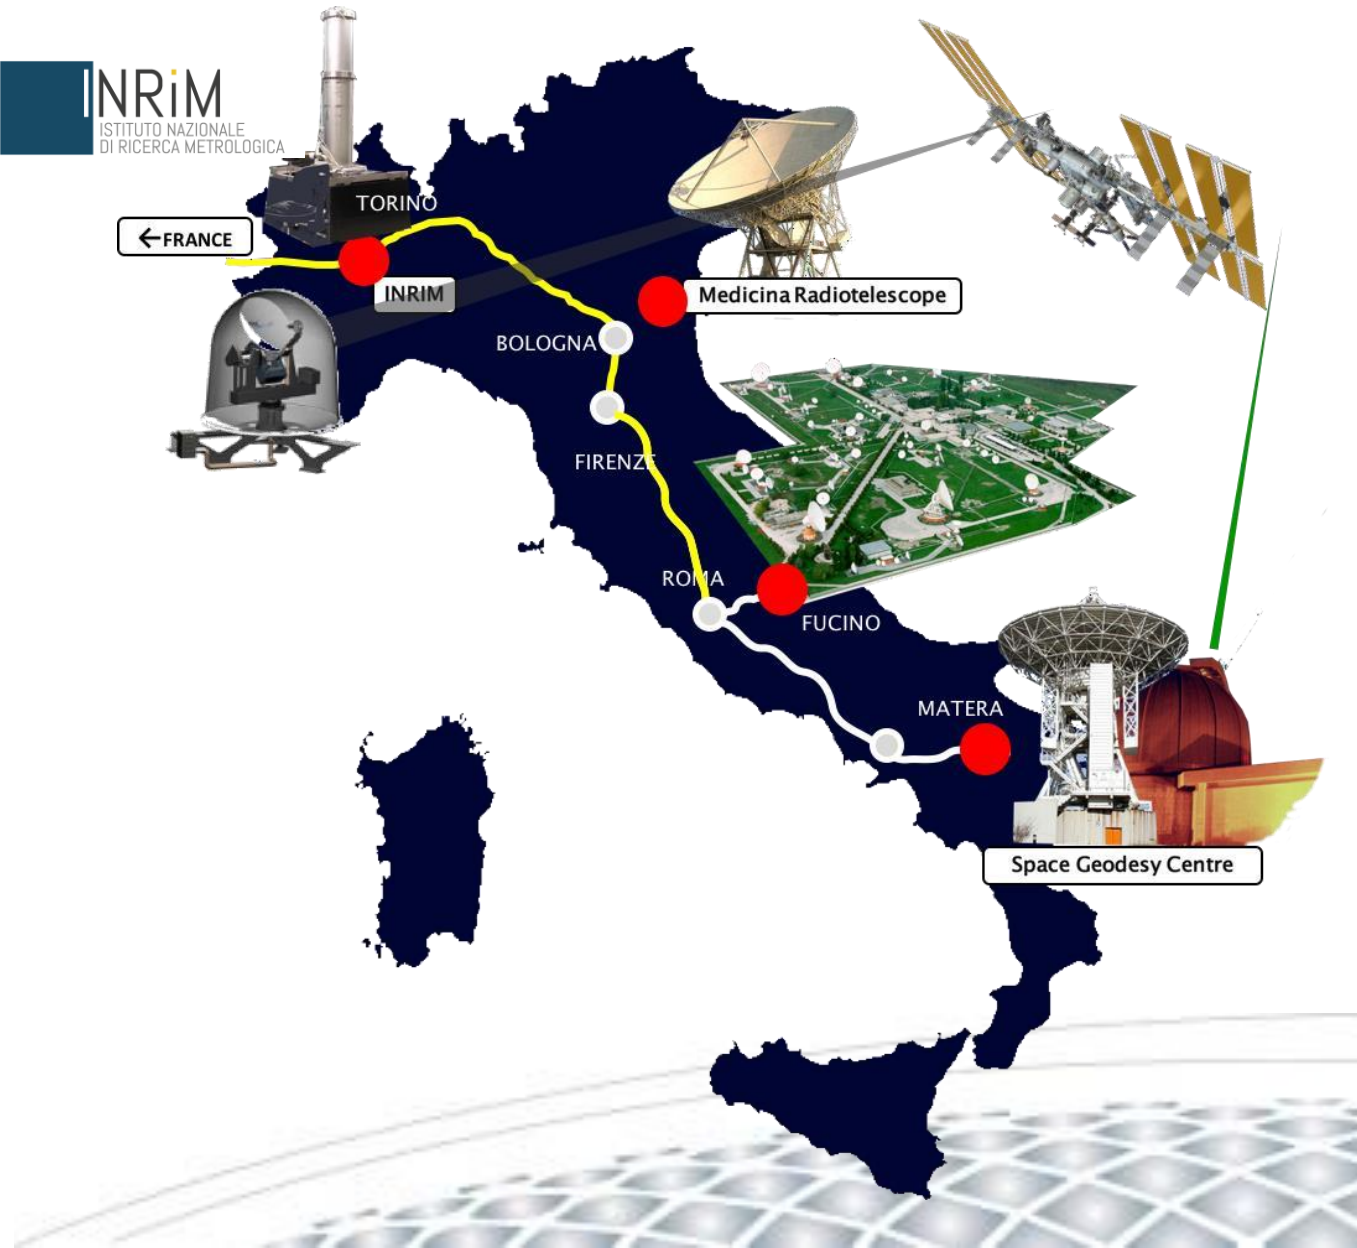 INRiM
ISTITUTO NAZIONALE
DI RICERCA METROLOGICA
TORINO
←FRANCE
INRIM
Medicina Radiotelescope
BOLOGNA
FIRENZE
ROMA
FUCINO
MATERA
Space Geodesy Centre